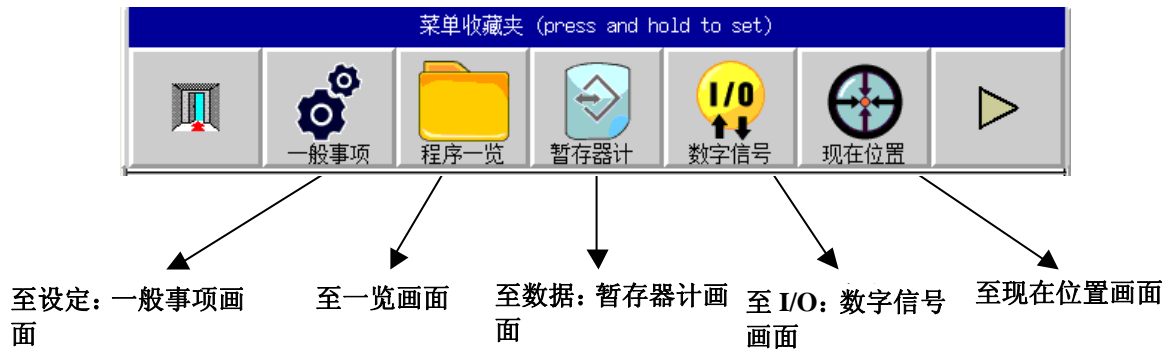 菜单收藏夹 (press and hold to set)
一般事项
程序一览
暂存器计
I/O
数字信号
现在位置
至设定：一般事项画
面
至一览画面
至数据：暂存器计画
面
至 I/O：数字信号
画面
至现在位置画面